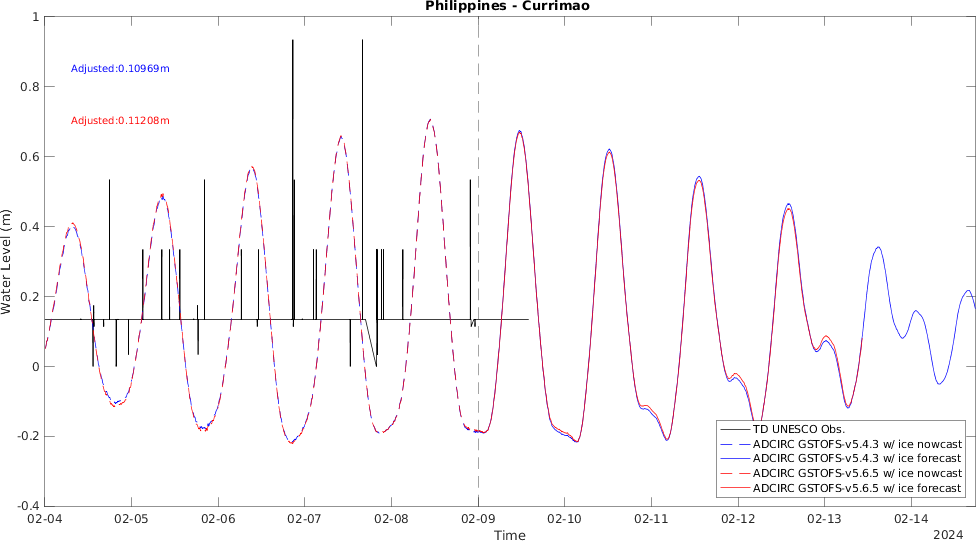 Philippines - Currimao
1
0.8
0.6
0.4
0.2
0
-0.2
-0.4
Water Level (m)
Adjusted:0.10969m
Adjusted:0.11208m
TD UNESCO Obs.
ADCIRC GSTOFS-v5.4.3 w/ ice nowcast
ADCIRC GSTOFS-v5.4.3 w/ ice forecast
ADCIRC GSTOFS-v5.6.5 w/ ice nowcast
ADCIRC GSTOFS-v5.6.5 w/ ice forecast
02-04 02-05 02-06 02-07 02-08 02-09 02-10 02-11 02-12 02-13 02-14
Time
2024